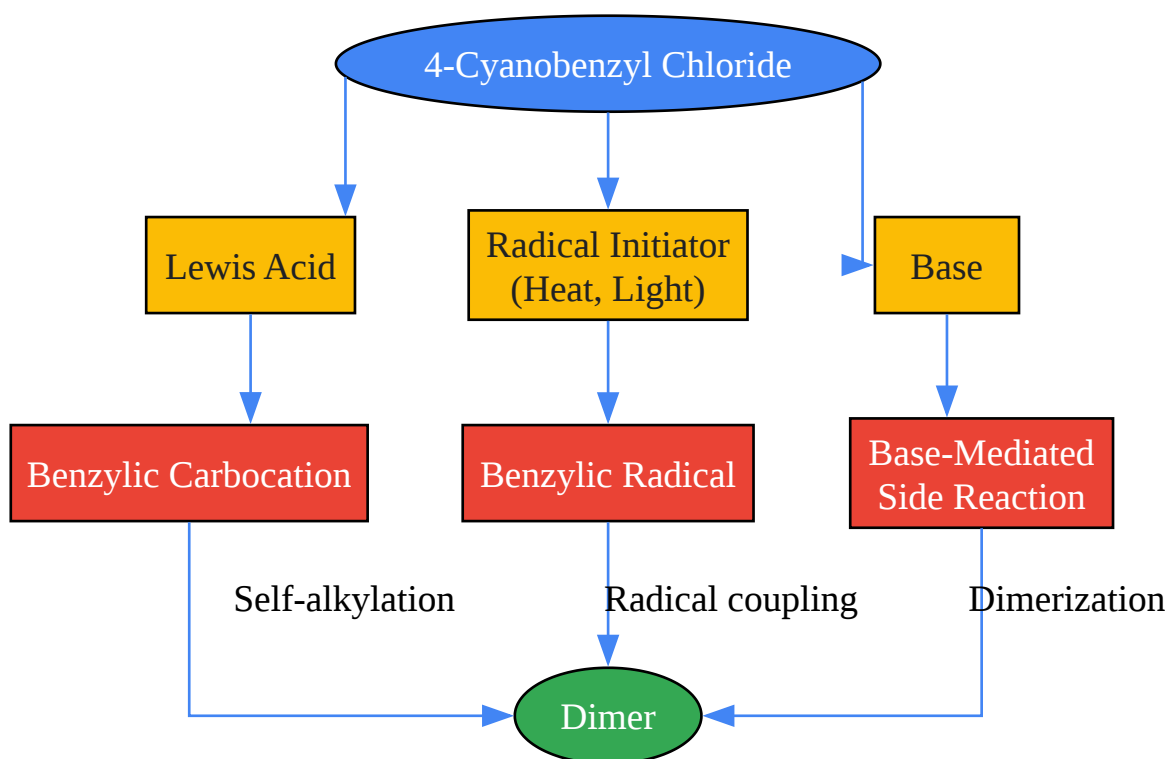 4-Cyanobenzyl Chloride
Lewis Acid
Radical Initiator
(Heat, Light)
Base
Benzylic Carbocation
Benzylic Radical
Base-Mediated
Side Reaction
Self-alkylation
Radical coupling
Dimerization
Dimer